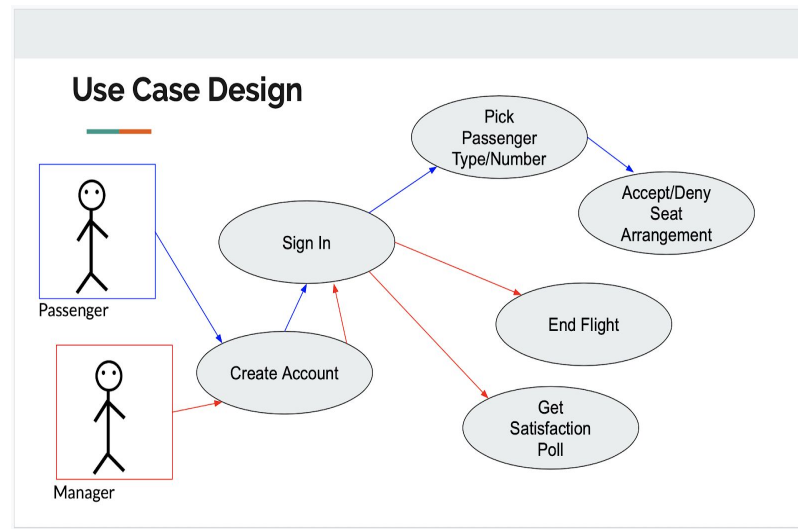 Use Case Design
Pick
Passenger
Type/Number
Accept/Deny
Seat
Arrangement
Sign In
Passenger
End Flight
Create Account
Get
Satisfaction
Poll
Manager